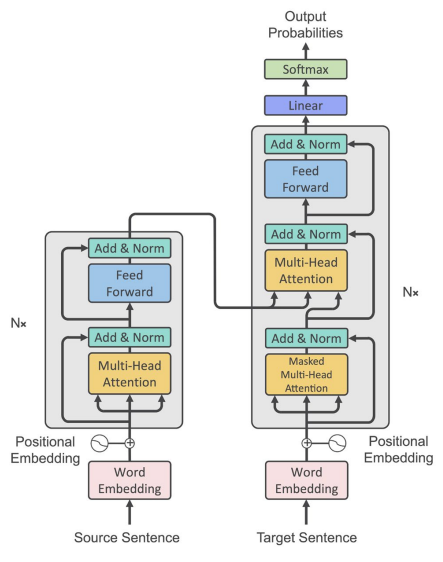 Output
Probabilities
Softmax
Linear
Add & Norm
Feed
Forward
Add & Norm
Multi-Head
Attention
Add & Norm
Masked
Multi-Head
Attention
N×
Positional
Embedding
Word
Embedding
Target Sentence
Add & Norm
Feed
Forward
Add & Norm
Multi-Head
Attention
N×
Positional
Embedding
Word
Embedding
Source Sentence